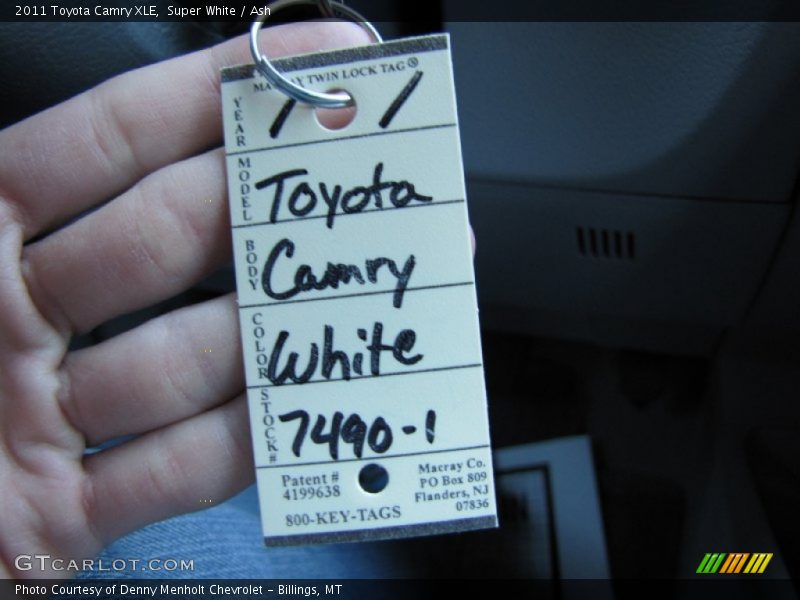 2011 Toyota Camry XLE,  Super White / Ash
TWIN LOCK TAG®
YEAR
1 1
MODEL
Toyota
BODY
Camry
COLOR
White
STOCK#
7490-1
Patent #
4199638
Macray Co.
PO Box 809
Flanders, NJ
07836
800-KEY-TAGS
GTCARLOT.COM
Photo Courtesy of Denny Menholt Chevrolet – Billings, MT